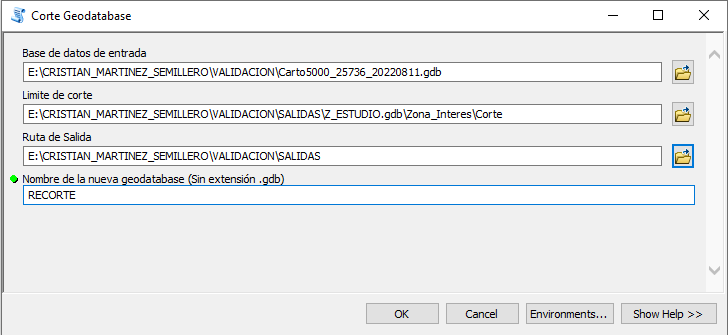 Corte Geodatabase
Base de datos de entrada
E:\CRISTIAN_MARTINEZ_SEMILLERO\VALIDACION\Carto5000_25736_20220811.gdb
Limite de corte
E:\CRISTIAN_MARTINEZ_SEMILLERO\VALIDACION\SALIDAS\Z_ESTUDIO.gdb\Zona_Interes\Corte
Ruta de Salida
E:\CRISTIAN_MARTINEZ_SEMILLERO\VALIDACION\SALIDAS
Nombre de la nueva geodatabase (Sin extensión .gdb)
RECORTE
OK Cancel Environments... Show Help >>